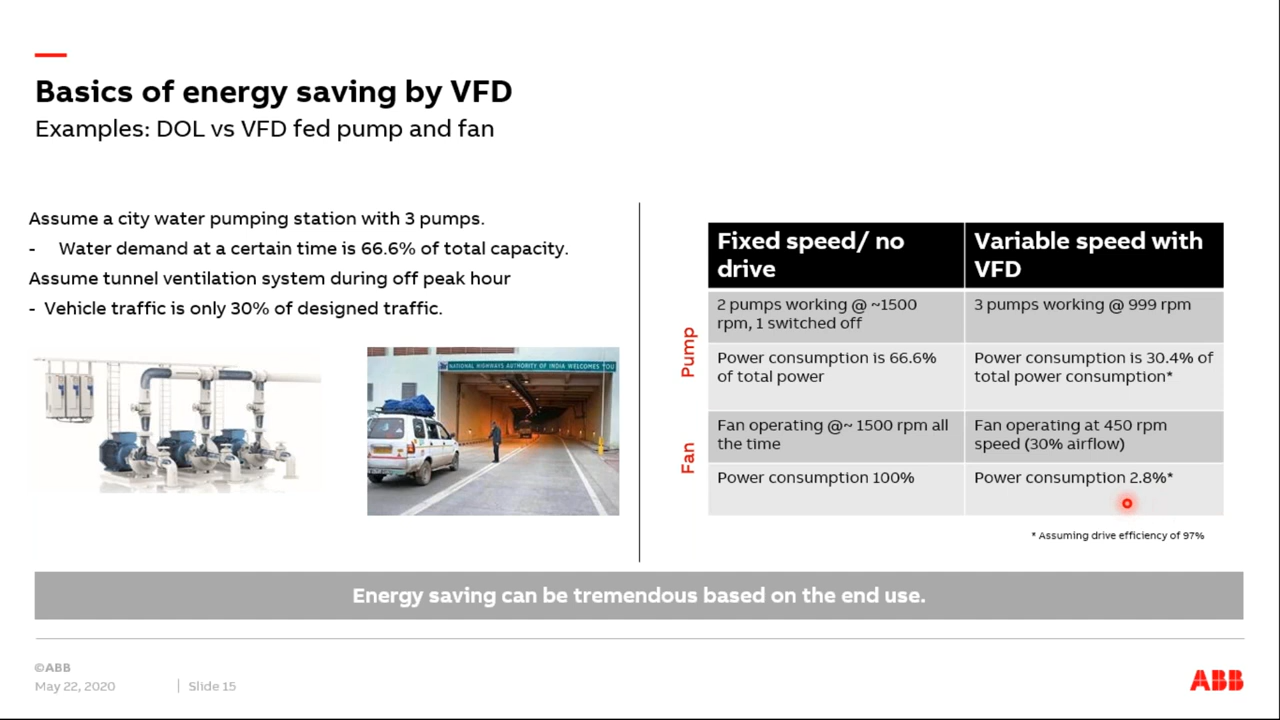 Basics of energy saving by VFD
Examples: DOL vs VFD fed pump and fan
Assume a city water pumping station with 3 pumps.
- Water demand at a certain time is 66.6% of total capacity.
Assume tunnel ventilation system during off peak hour
- Vehicle traffic is only 30% of designed traffic.
NATIONAL HIGHWAYS AUTHORITY OF INDIA WELCOMES YOU
Fixed speed/ no
drive
Variable speed with
VFD
Pump
2 pumps working @ ~1500
rpm, 1 switched off
3 pumps working @ 999 rpm
Power consumption is 66.6%
of total power
Power consumption is 30.4% of
total power consumption*
Fan
Fan operating @~ 1500 rpm all
the time
Fan operating at 450 rpm
speed (30% airflow)
Power consumption 100%
Power consumption 2.8%*
* Assuming drive efficiency of 97%
Energy saving can be tremendous based on the end use.
©ABB
May 22, 2020
Slide 15
ABB